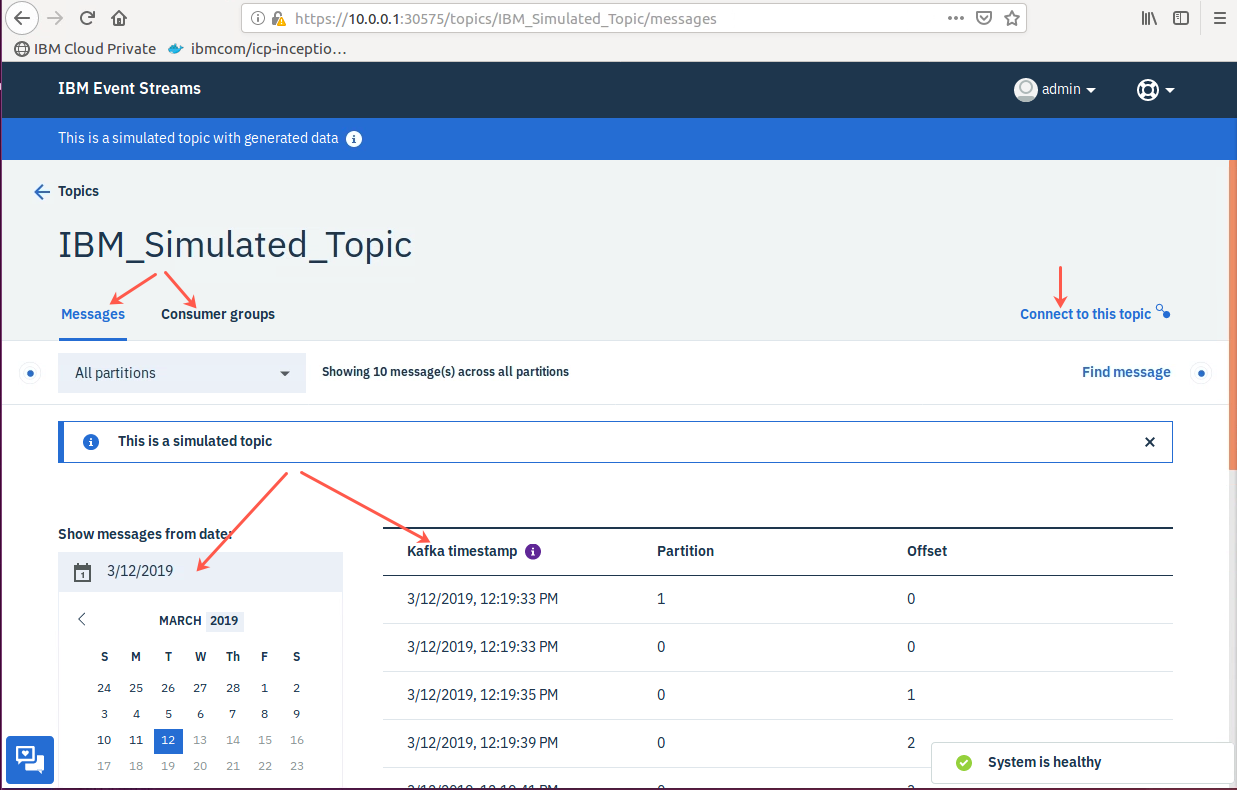 https://10.0.0.1:30575/topics/IBM_Simulated_Topic/messages
IBM Cloud Private ibmcom/icp-inceptio…
IBM Event Streams admin
This is a simulated topic with generated data
Topics
IBM_Simulated_Topic
Messages Consumer groups Connect to this topic
All partitions Showing 10 message(s) across all partitions Find message
This is a simulated topic
Show messages from date:
3/12/2019
MARCH 2019
S M T W Th F S
24 25 26 27 28 1 2
3 4 5 6 7 8 9
10 11 12 13 14 15 16
17 18 19 20 21 22 23
Kafka timestamp Partition Offset
3/12/2019, 12:19:33 PM 1 0
3/12/2019, 12:19:33 PM 0 0
3/12/2019, 12:19:35 PM 0 1
3/12/2019, 12:19:39 PM 0 2
System is healthy